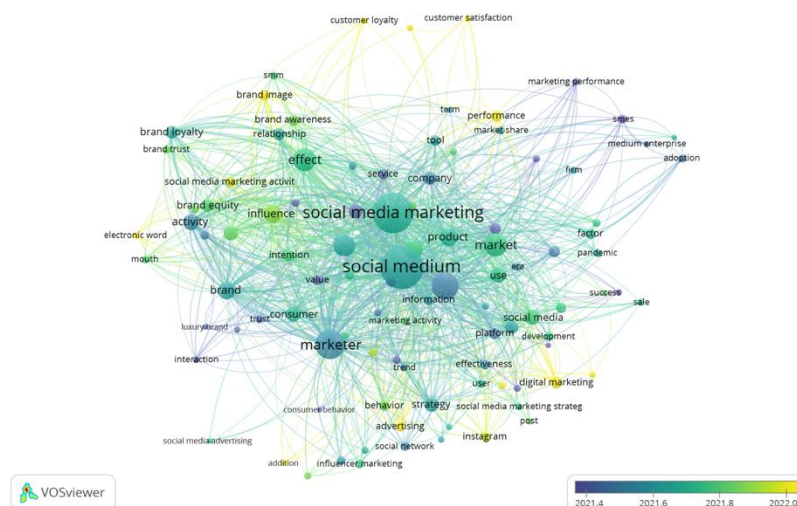 customer loyalty
customer satisfaction
smm
marketing performance
brand image
term
performance
smes
brand awareness
brand loyalty
relationship
tool
market share
medium enterprise
brand trust
effect
adoption
service
company
firm
social media marketing activit
brand equity
influence
social media marketing
activity
electronic word
product
market
factor
mouth
intention
pandemic
social medium
era
use
value
brand
information
success
sale
consumer
trust
marketing activity
social media
luxury brand
platform
development
marketer
interaction
trend
effectiveness
user
digital marketing
consumer behavior
behavior
strategy
social media marketing strateg
post
advertising
social media advertising
social network
instagram
addition
influencer marketing
VOSviewer
2021.4 2021.6 2021.8 2022.0